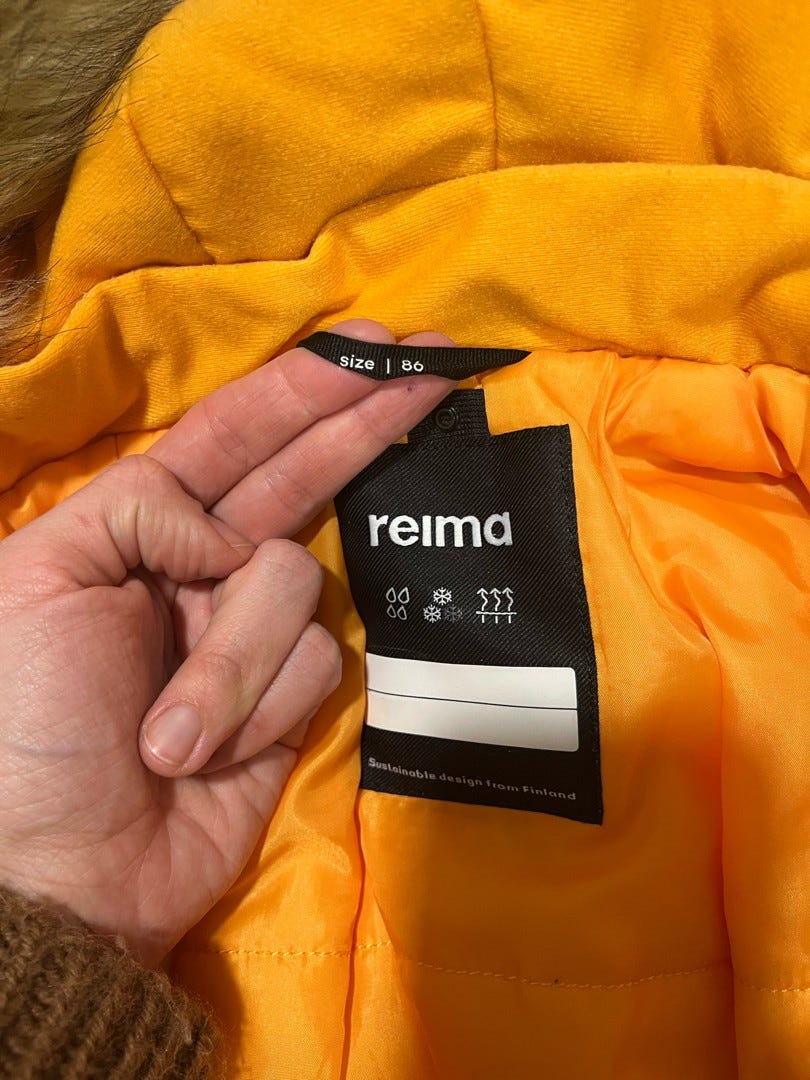 size | 86
reima
Sustainable design from Finland